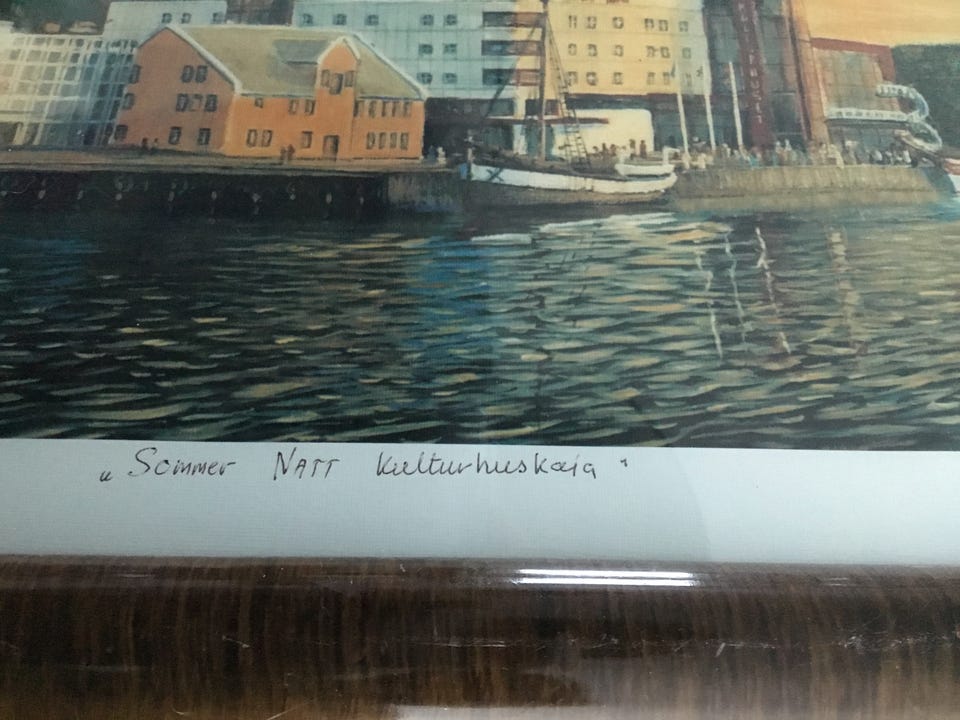 „ Sommer NATT Kulturhuskaia "